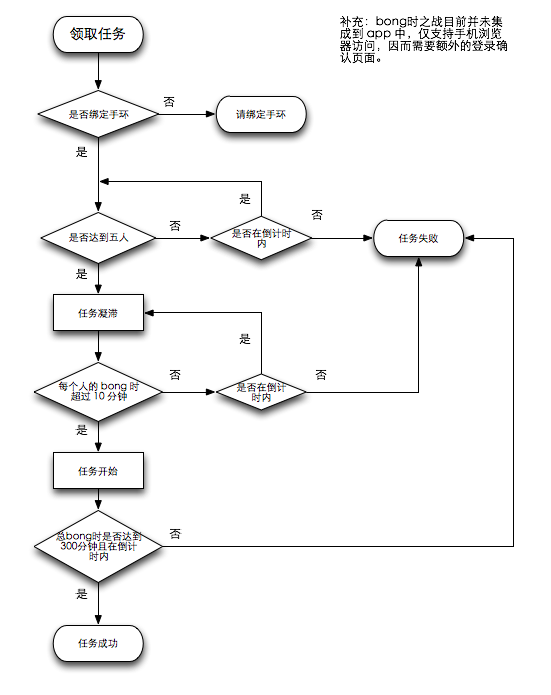 补充：bong时之战目前并未集
成到 app 中，仅支持手机浏览
器访问，因而需要额外的登录确
认页面。
领取任务
是否绑定手环
否
请绑定手环
是
是
是否达到五人
否
是否在倒计时
内
否
任务失败
是
任务凝滞
是
每个人的 bong 时
超过 10 分钟
否
是否在倒计
时内
否
是
任务开始
总bong时是否达到
300分钟且在倒计
时内
否
是
任务成功